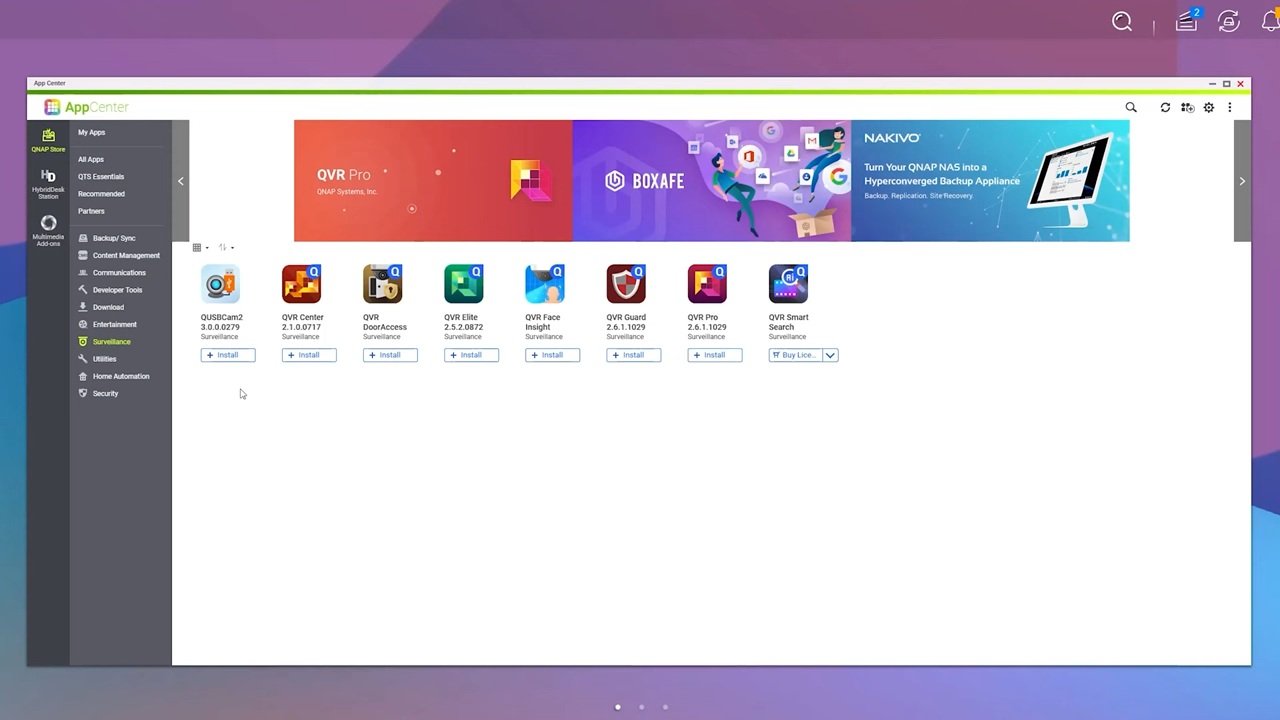 2
App Center
AppCenter
QNAP Store
HD
HybridDesk
Station
Multimedia
Add-ons
My Apps
All Apps
QTS Essentials
Recommended
Partners
Backup/ Sync
Content Management
Communications
Developer Tools
Download
Entertainment
Surveillance
Utilities
Home Automation
Security
QVR Pro
QNAP Systems, Inc.
BOXAFE
NAKIVO
Turn Your QNAP NAS into a
Hyperconverged Backup Appliance
Backup. Replication. Site Recovery.
QUSBCam2
3.0.0.0279
Surveillance
+ Install
QVR Center
2.1.0.0717
Surveillance
+ Install
QVR
DoorAccess
Surveillance
+ Install
QVR Elite
2.5.2.0872
Surveillance
+ Install
QVR Face
Insight
Surveillance
+ Install
QVR Guard
2.6.1.1029
Surveillance
+ Install
QVR Pro
2.6.1.1029
Surveillance
+ Install
QVR Smart
Search
Surveillance
Buy Lice...